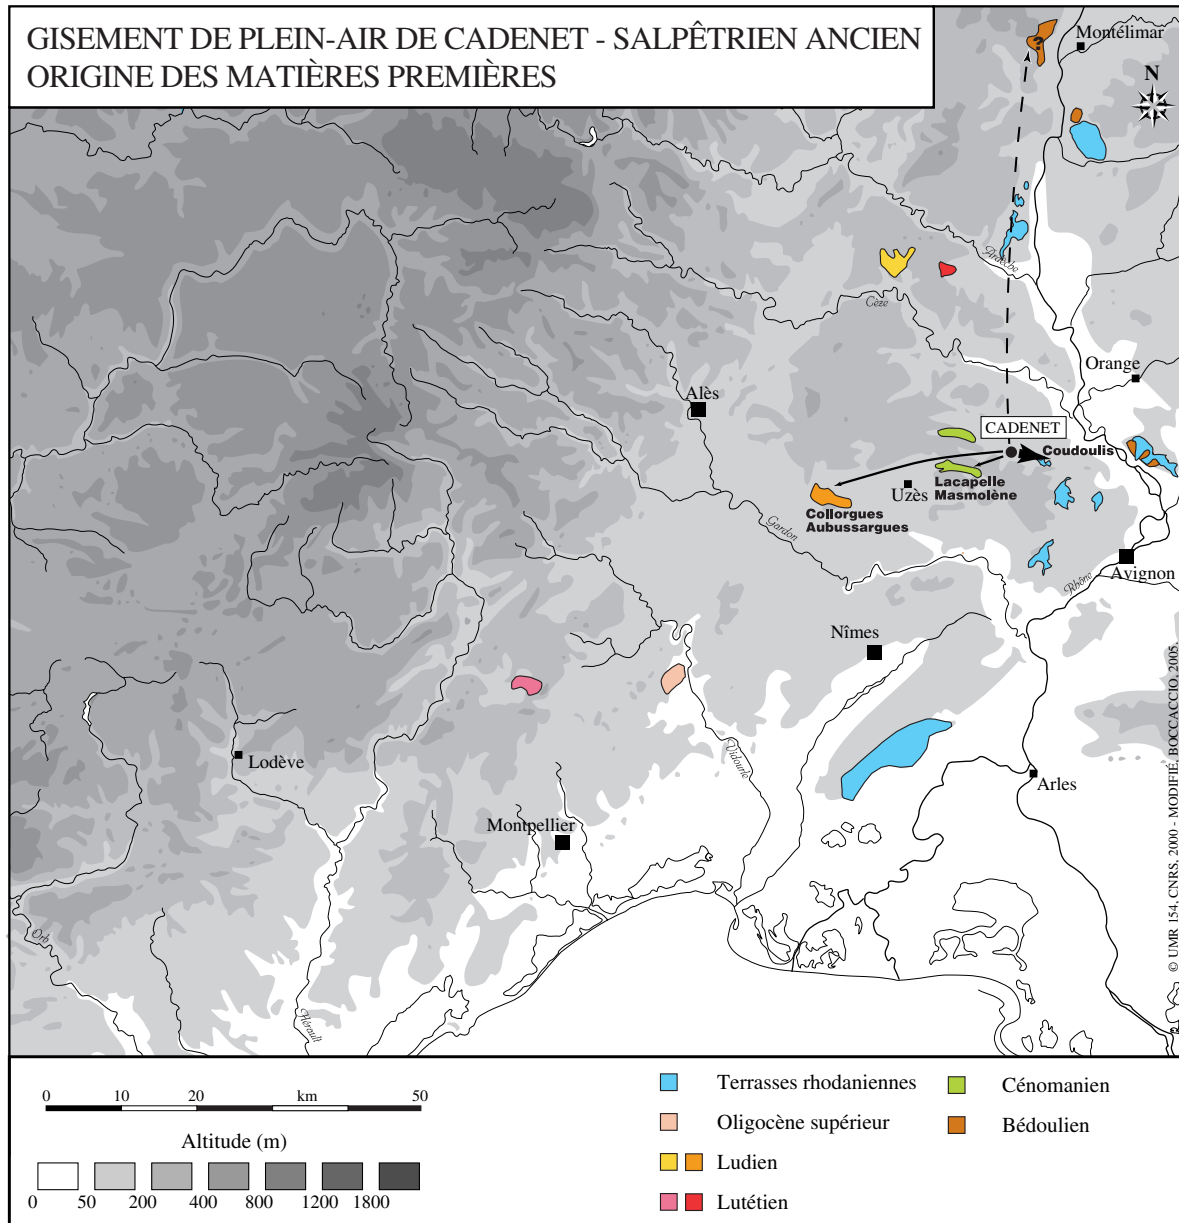 GISEMENT DE PLEIN-AIR DE CADENET - SALPÊTRIEN ANCIEN
ORIGINE DES MATIÈRES PREMIÈRES
?
Montélimar
N
Ardèche
Cèze
Orange
Alès
CADENET
Coudoulis
Lacapelle
Masmolène
Uzès
Collorgues
Aubussargues
Gardon
Avignon
Rhône
Nîmes
Vidourle
Lodève
Arles
Montpellier
Orb
Hérault
© UMR 154, CNRS, 2000 - MODIFIÉ, BOCCACCIO, 2005.
0 10 20 km 50
Altitude (m)
0 50 200 400 800 1200 1800
Terrasses rhodaniennes
Oligocène supérieur
Ludien
Lutétien
Cénomanien
Bédoulien